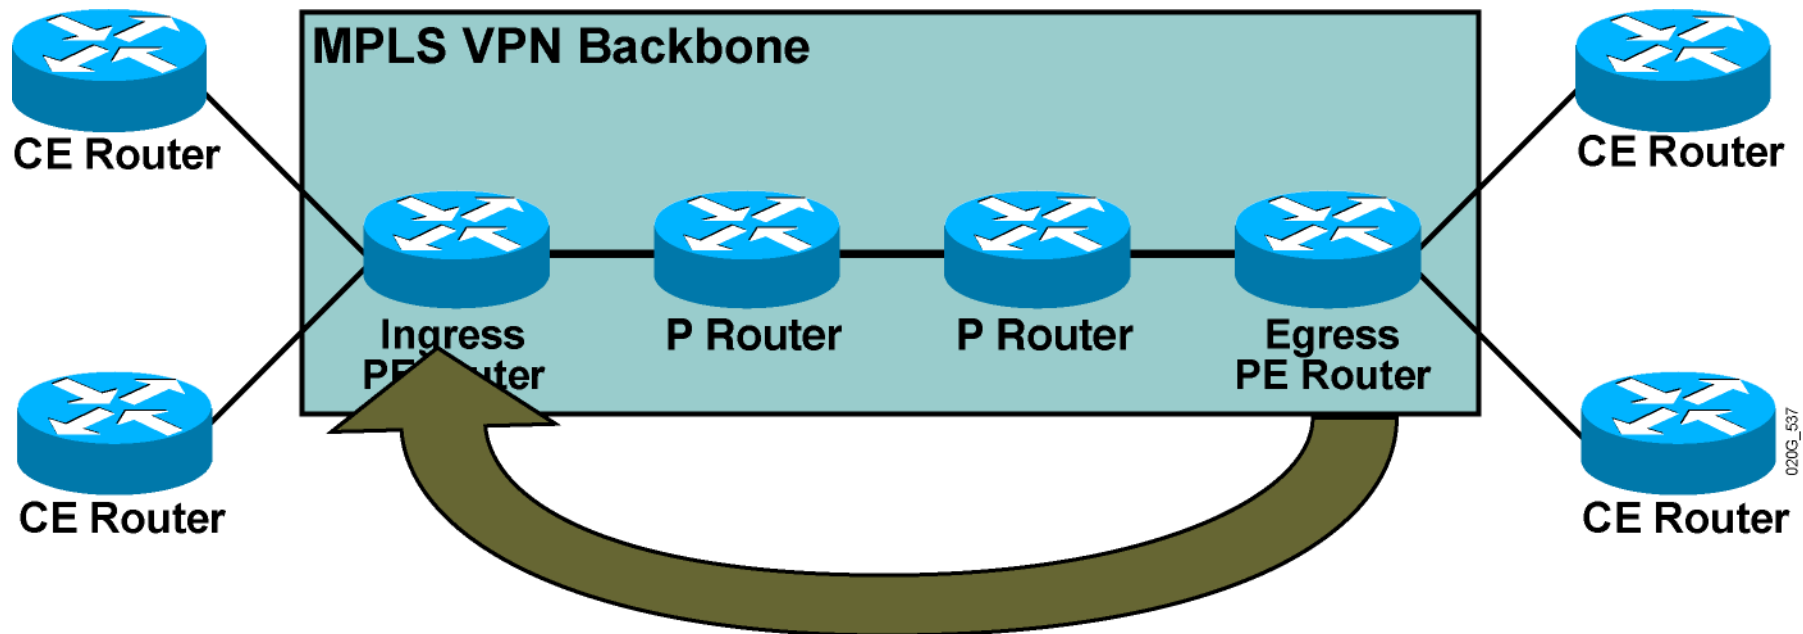 MPLS VPN Backbone
CE Router
CE Router
Ingress
P Router
P Router
Egress
PE Router
CE Router
CE Router
020G_537